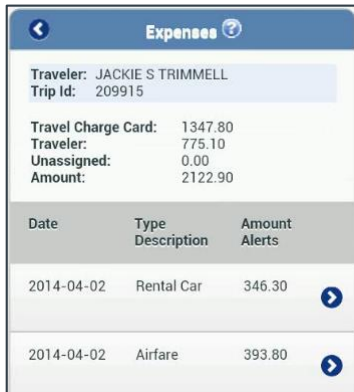 Expenses ?
Traveler: JACKIE S TRIMMELL
Trip Id: 209915
Travel Charge Card: 1347.80
Traveler: 775.10
Unassigned: 0.00
Amount: 2122.90
Date Type Description Amount Alerts
2014-04-02 Rental Car 346.30
2014-04-02 Airfare 393.80